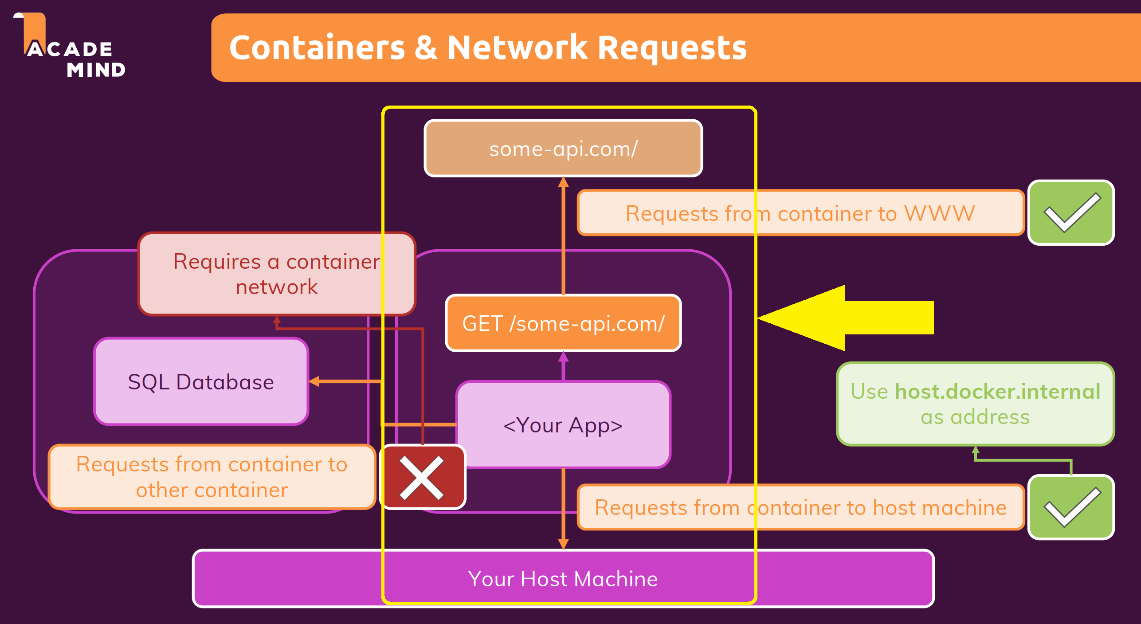 ACADE
MIND
Containers & Network Requests
some-api.com/
Requests from container to WWW
Requires a container
network
GET /some-api.com/
SQL Database
<Your App>
Use host.docker.internal
as address
Requests from container to
other container
Requests from container to host machine
Your Host Machine